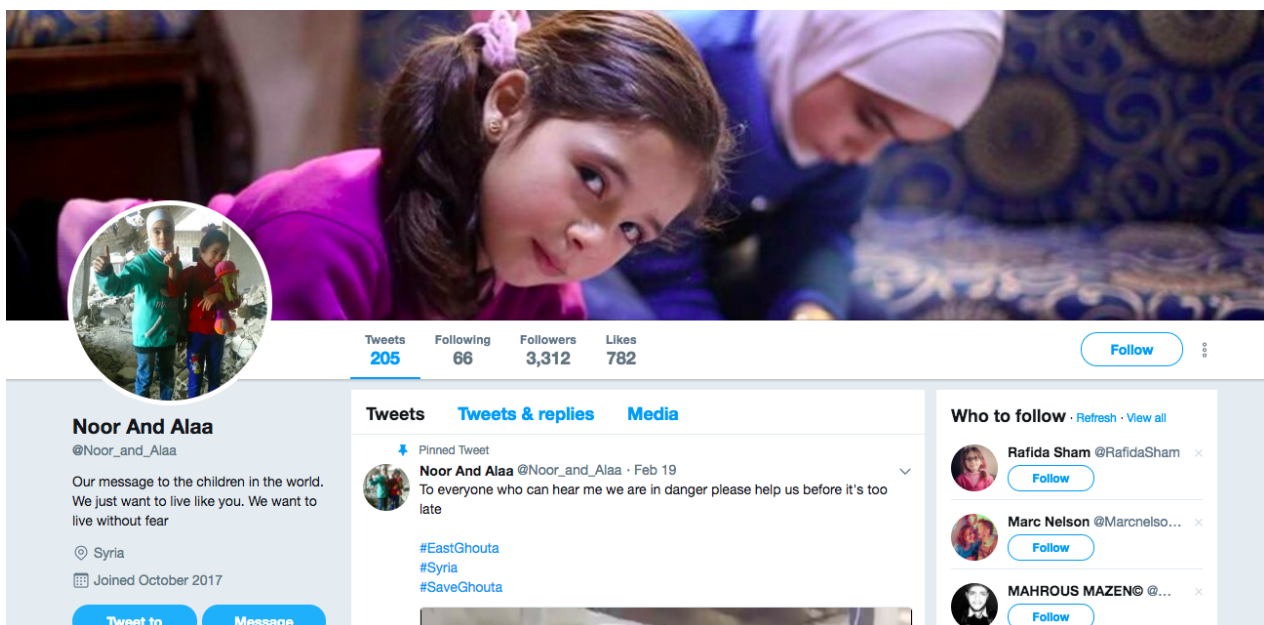 Tweets Following Followers Likes
205 66 3,312 782
Follow
Noor And Alaa
@Noor_and_Alaa
Our message to the children in the world.
We just want to live like you. We want to
live without fear
Syria
Joined October 2017
Tweet to Message
Tweets Tweets & replies Media
Pinned Tweet
Noor And Alaa @Noor_and_Alaa · Feb 19
To everyone who can hear me we are in danger please help us before it's too
late
#EastGhouta
#Syria
#SaveGhouta
Who to follow · Refresh · View all
Rafida Sham @RafidaSham
Follow
Marc Nelson @Marcnelso...
Follow
MAHROUS MAZEN© @...
Follow